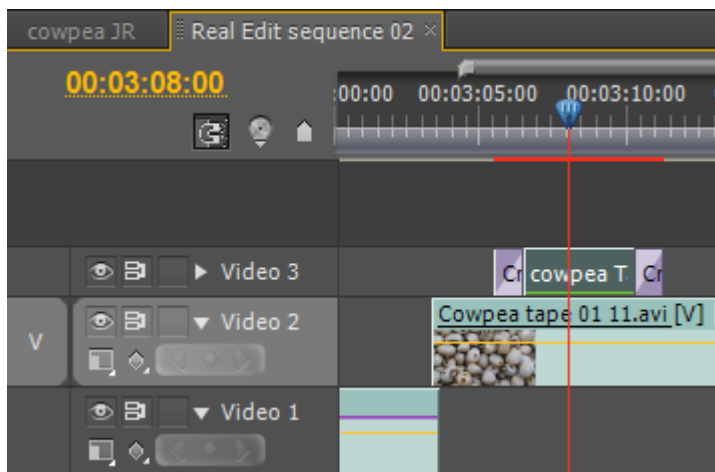 cowpea JR
Real Edit sequence 02 ×
00:03:08:00
:00:00 00:03:05:00 00:03:10:00
Video 3
Cr cowpea T Cr
V
Video 2
Cowpea tape 01 11.avi [V]
Video 1